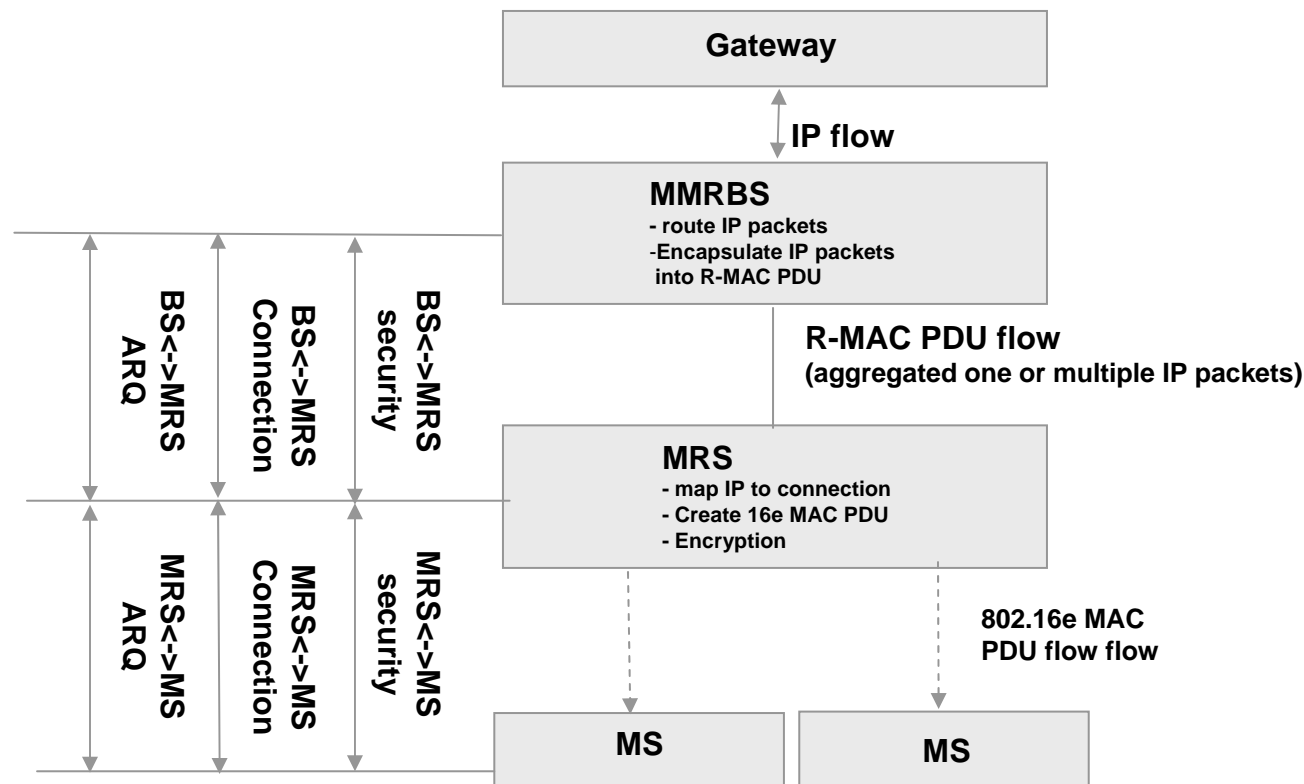 Gateway
IP flow
MMRBS
- route IP packets
-Encapsulate IP packets
into R-MAC PDU
BS<->MRS
ARQ
BS<->MRS
Connection
BS<->MRS
security
R-MAC PDU flow
(aggregated one or multiple IP packets)
MRS
- map IP to connection
- Create 16e MAC PDU
- Encryption
MRS<->MS
ARQ
MRS<->MS
Connection
MRS<->MS
security
802.16e MAC
PDU flow flow
MS
MS